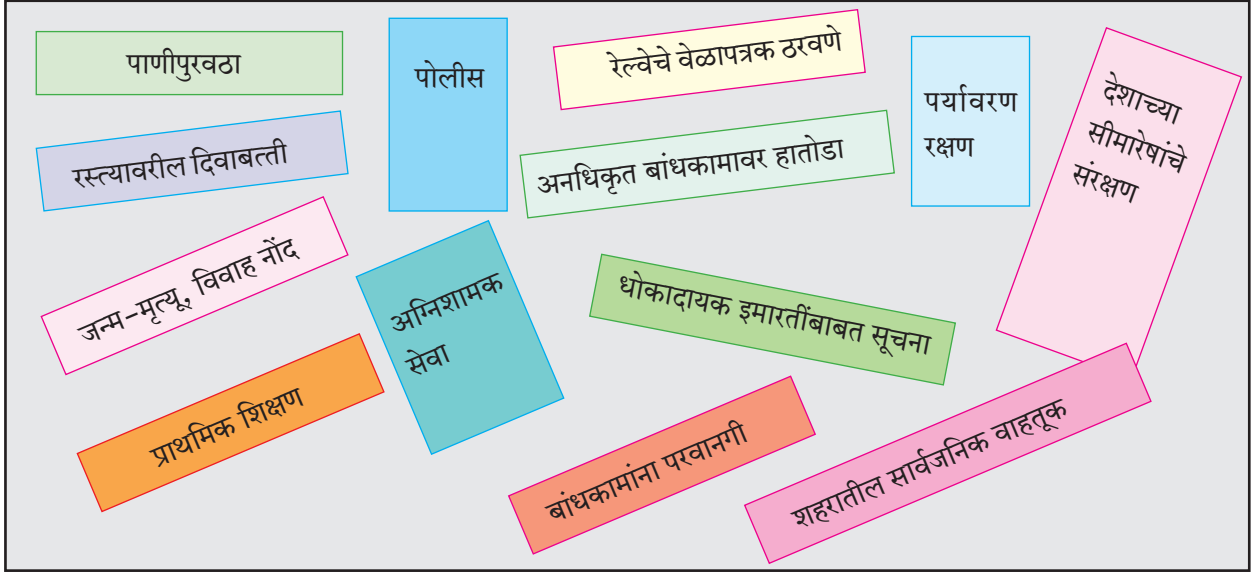 पाणीपुरवठा
पोलीस
रेल्वेचे वेळापत्रक ठरवणे
पर्यावरण
रक्षण
देशाच्या
सीमारेषांचे
संरक्षण
रस्त्यावरील दिवाबत्ती
अनधिकृत बांधकामावर हातोडा
जन्म-मृत्यू, विवाह नोंद
अग्निशामक
सेवा
धोकादायक इमारतींबाबत सूचना
प्राथमिक शिक्षण
बांधकामांना परवानगी
शहरातील सार्वजनिक वाहतूक